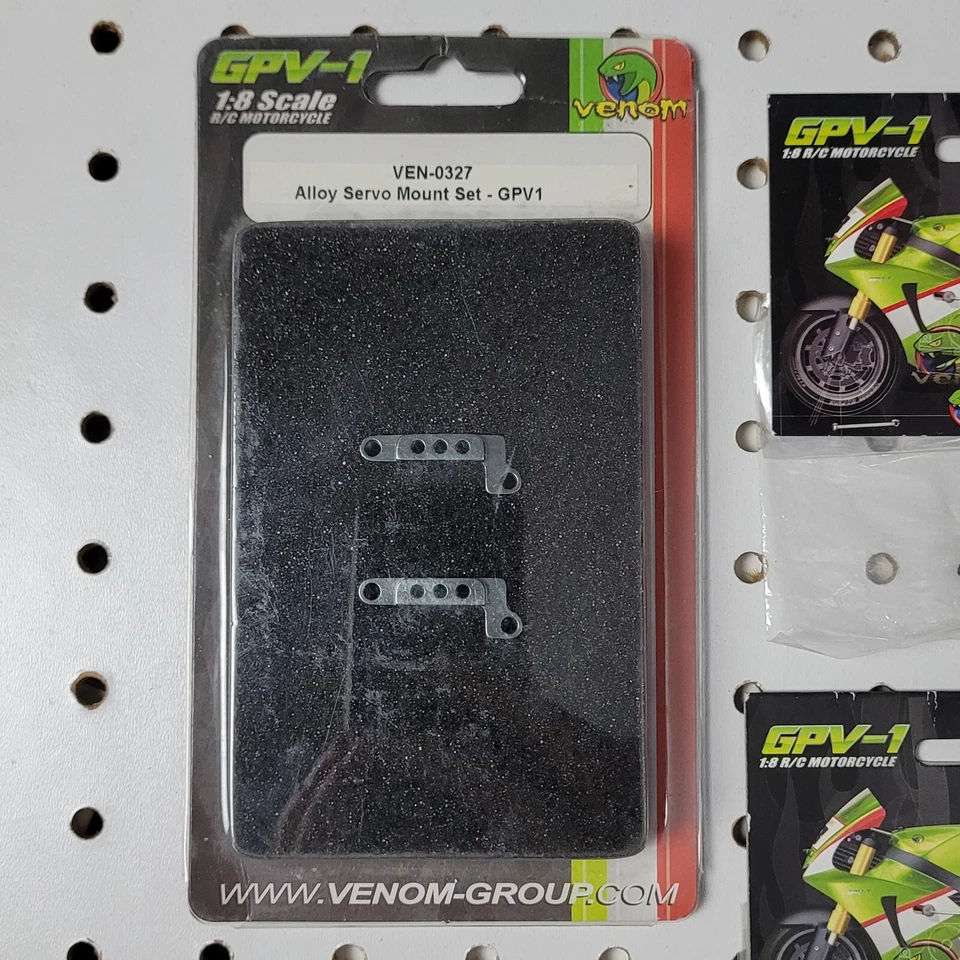 GPV-1
1:8 Scale
R/C MOTORCYCLE
venom
VEN-0327
Alloy Servo Mount Set - GPV1
WWW.VENOM-GROUP.COM
GPV-1
1:8 R/C MOTORCYCLE
GPV-1
1:8 R/C MOTORCYCLE